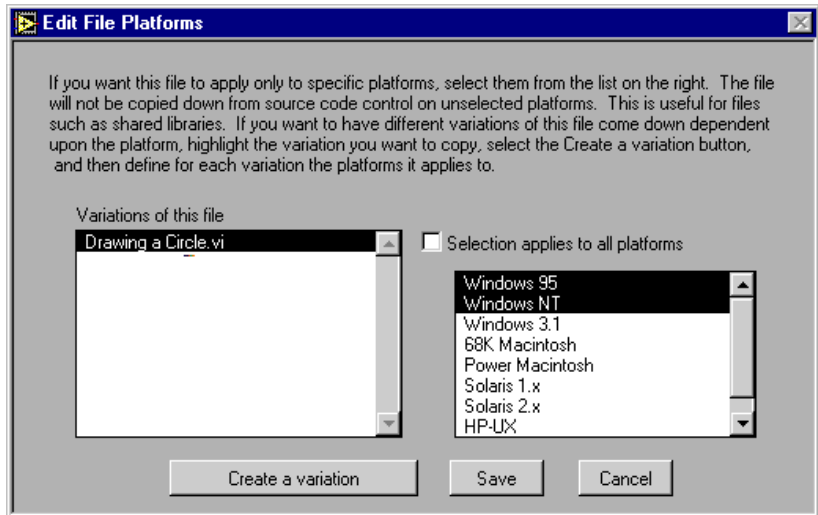 Edit File Platforms
If you want this file to apply only to specific platforms, select them from the list on the right. The file
will not be copied down from source code control on unselected platforms. This is useful for files
such as shared libraries. If you want to have different variations of this file come down dependent
upon the platform, highlight the variation you want to copy, select the Create a variation button,
and then define for each variation the platforms it applies to.
Variations of this file
Drawing a Circle.vi
Selection applies to all platforms
Windows 95
Windows NT
Windows 3.1
68K Macintosh
Power Macintosh
Solaris 1.x
Solaris 2.x
HP-UX
Create a variation
Save
Cancel